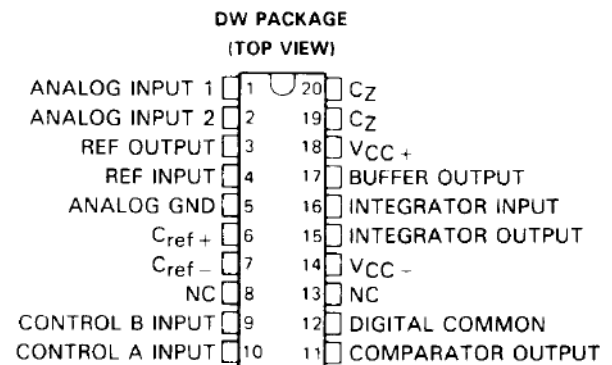 DW PACKAGE
(TOP VIEW)
ANALOG INPUT 1 1 20 CZ
ANALOG INPUT 2 2 19 CZ
REF OUTPUT 3 18 VCC +
REF INPUT 4 17 BUFFER OUTPUT
ANALOG GND 5 16 INTEGRATOR INPUT
Cref + 6 15 INTEGRATOR OUTPUT
Cref − 7 14 VCC −
NC 8 13 NC
CONTROL B INPUT 9 12 DIGITAL COMMON
CONTROL A INPUT 10 11 COMPARATOR OUTPUT